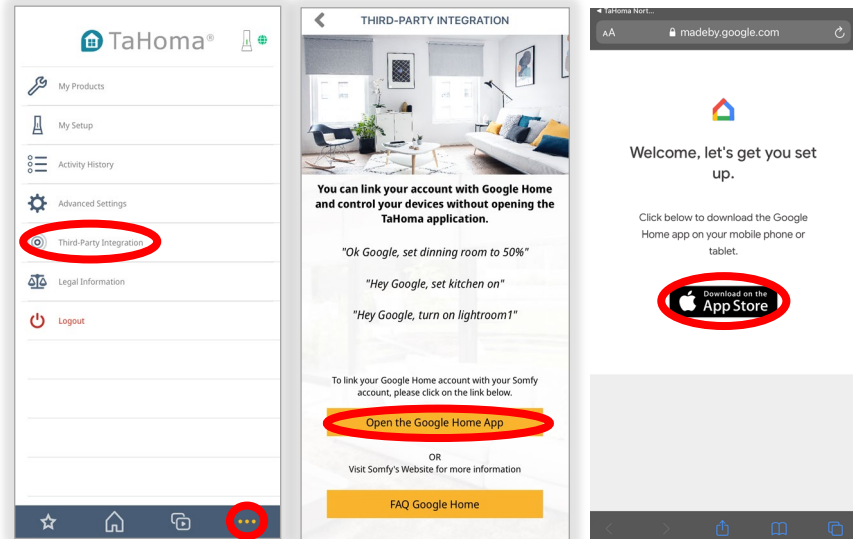 TaHoma®
My Products
My Setup
Activity History
Advanced Settings
Third-Party Integration
Legal Information
Logout
THIRD-PARTY INTEGRATION
You can link your account with Google Home
and control your devices without opening the
TaHoma application.
"Ok Google, set dinning room to 50%"
"Hey Google, set kitchen on"
"Hey Google, turn on lightroom1"
To link your Google Home account with your Somfy
account, please click on the link below.
Open the Google Home App
OR
Visit Somfy's Website for more information
FAQ Google Home
TaHoma Nort...
AA
madeby.google.com
Welcome, let's get you set
up.
Click below to download the Google
Home app on your mobile phone or
tablet.
Download on the
App Store